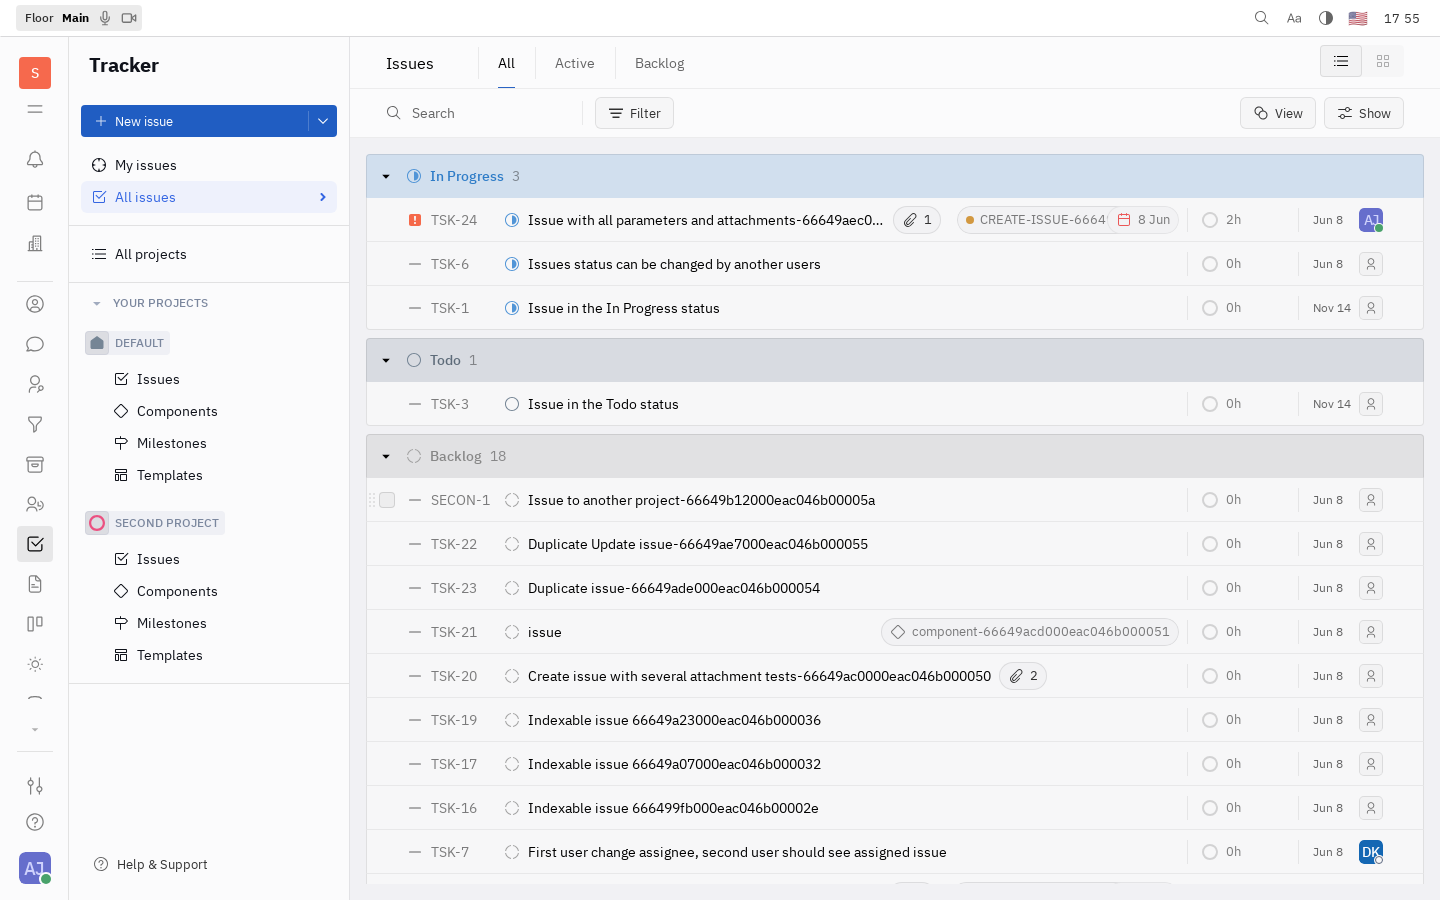 Floor Main
Aa
17 55
S
Tracker
New issue
My issues
All issues
All projects
YOUR PROJECTS
DEFAULT
Issues
Components
Milestones
Templates
SECOND PROJECT
Issues
Components
Milestones
Templates
Help & Support
AJ
Issues All Active Backlog
Search Filter View Show
In Progress 3
TSK-24 Issue with all parameters and attachments-66649aec0... 1 CREATE-ISSUE-6664 8 Jun 2h Jun 8 AJ
TSK-6 Issues status can be changed by another users 0h Jun 8
TSK-1 Issue in the In Progress status 0h Nov 14
Todo 1
TSK-3 Issue in the Todo status 0h Nov 14
Backlog 18
SECON-1 Issue to another project-66649b12000eac046b00005a 0h Jun 8
TSK-22 Duplicate Update issue-66649ae7000eac046b000055 0h Jun 8
TSK-23 Duplicate issue-66649ade000eac046b000054 0h Jun 8
TSK-21 issue component-66649acd000eac046b000051 0h Jun 8
TSK-20 Create issue with several attachment tests-66649ac0000eac046b000050 2 0h Jun 8
TSK-19 Indexable issue 66649a23000eac046b000036 0h Jun 8
TSK-17 Indexable issue 66649a07000eac046b000032 0h Jun 8
TSK-16 Indexable issue 666499fb000eac046b00002e 0h Jun 8
TSK-7 First user change assignee, second user should see assigned issue 0h Jun 8 DK